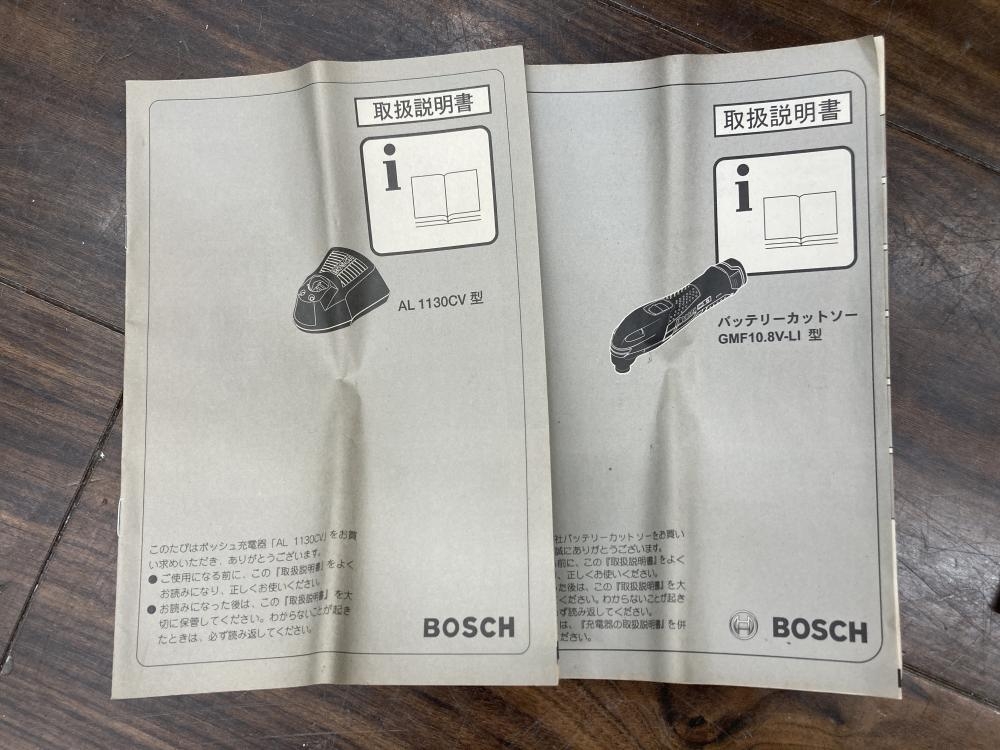 取扱説明書
i
AL 1130CV 型
このたびはボッシュ充電器「AL 1130CV」をお買
い求めいただき、ありがとうございます。
● ご使用になる前に、この『取扱説明書』をよく
お読みになり、正しくお使いください。
● お読みになった後は、この『取扱説明書』を大
切に保管してください。わからないことが起き
たときは、必ず読み返してください。
BOSCH
取扱説明書
i
バッテリーカットソー
GMF10.8V-LI 型
社バッテリーカットソーをお買い
誠にありがとうございます。
前に、この『取扱説明書』をよく
、正しくお使いください。
た後は、この『取扱説明書』を大
ください。わからないことが起き
ず読み返してください。
は、『充電器の取扱説明書』を併
ださい。
BOSCH